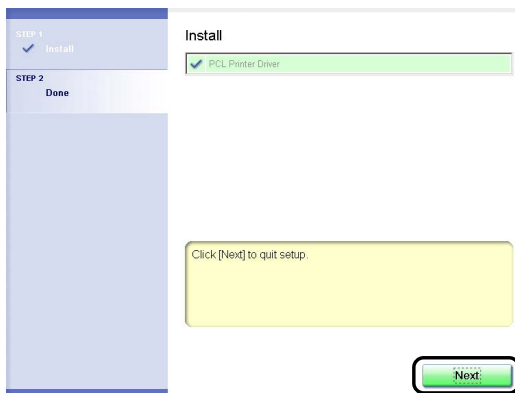 STEP 1
Install
STEP 2
Done
Install
PCL Printer Driver
Click [Next] to quit setup.
Next